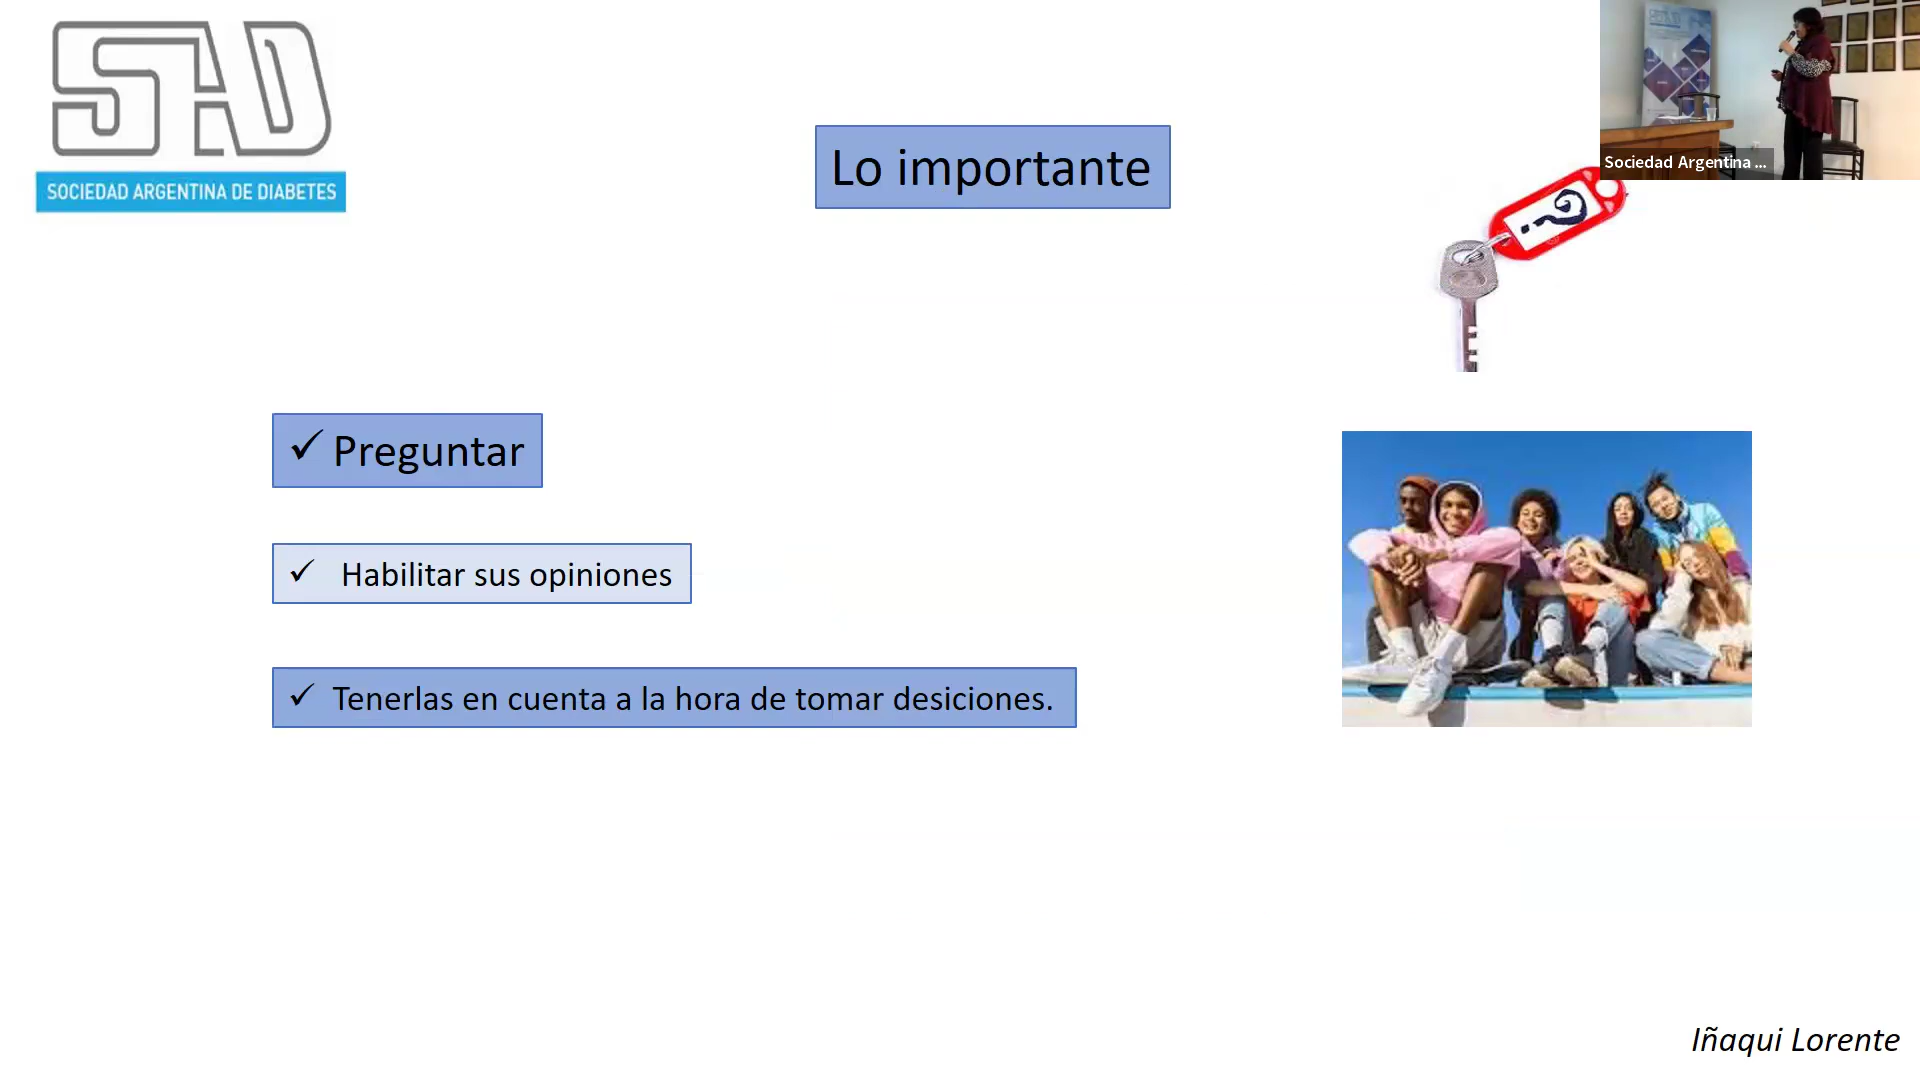 SAD
SOCIEDAD ARGENTINA DE DIABETES
Lo importante
Sociedad Argentina ...
?
✓ Preguntar
✓ Habilitar sus opiniones
✓ Tenerlas en cuenta a la hora de tomar desiciones.
Iñaqui Lorente